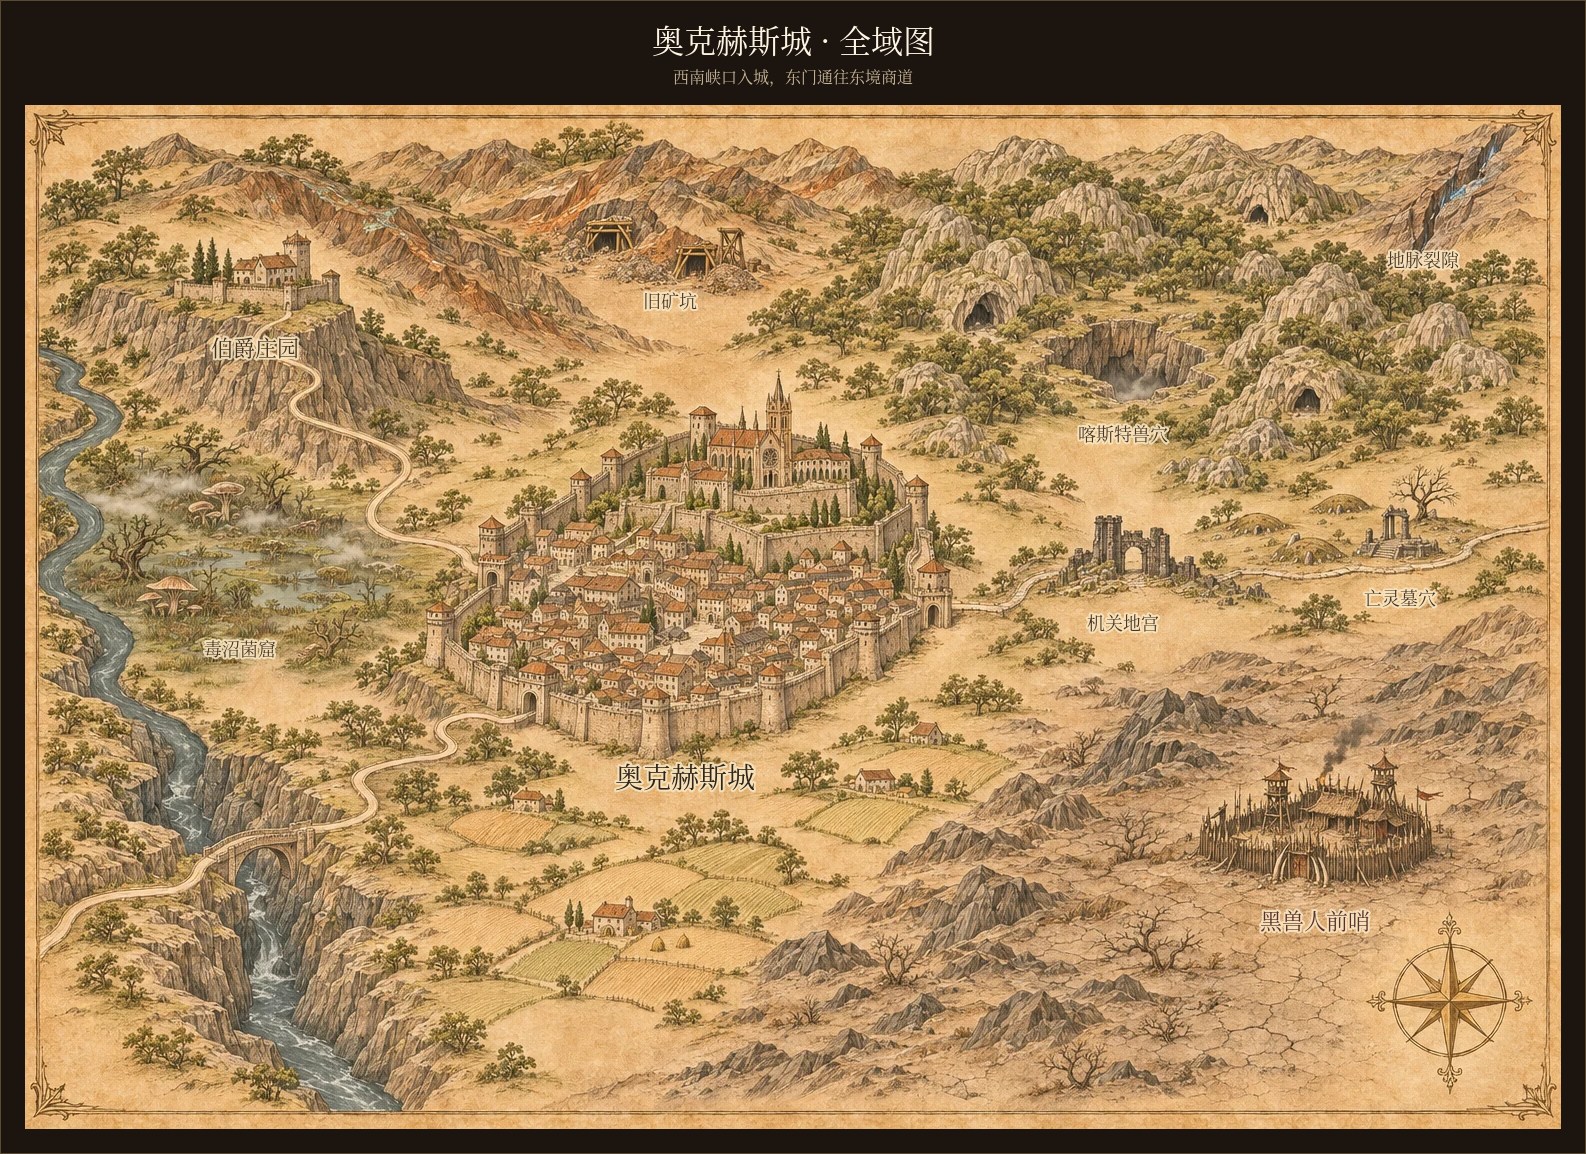 奥克赫斯城 · 全域图
西南峡口入城，东门通往东境商道
地脉裂隙
旧矿坑
伯爵庄园
喀斯特兽穴
亡灵墓穴
机关地宫
毒沼菌窟
奥克赫斯城
黑兽人前哨